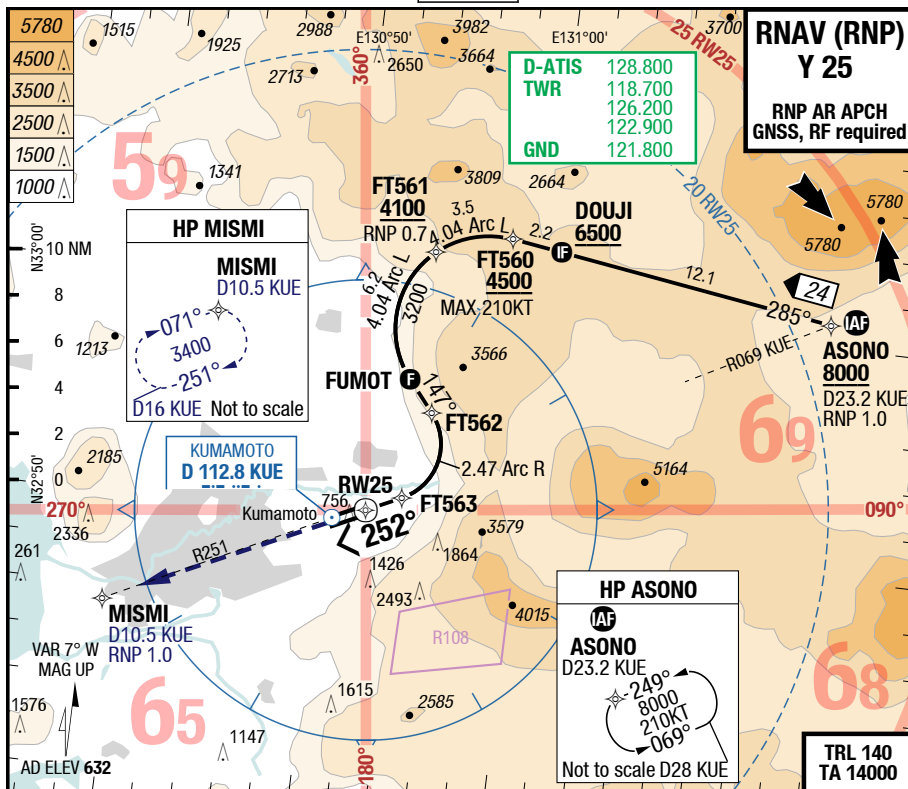 5780
4500
3500
2500
1500
1000
1515
1925
2988
E130°50'
3982
3664
E131°00'
3700
2713
360°
2650
25 RW25
RNAV (RNP)
Y 25
RNP AR APCH
GNSS, RF required
D-ATIS 128.800
TWR 118.700
126.200
122.900
GND 121.800
59
1341
3809
2664
20 RW25
5780
5780
FT561
4100
RNP 0.7
3.5
4.04 Arc L
FT560
4500
MAX 210KT
2.2
DOUJI
6500
IF
12.1
24
285°
IAF
ASONO
8000
D23.2 KUE
RNP 1.0
R069 KUE
N33°00'
10 NM
8
6
4
2
0
N32°50'
HP MISMI
MISMI
D10.5 KUE
071°
3400
251°
D16 KUE Not to scale
1213
6.2
4.04 Arc L
3200
3566
FUMOT
F
147°
FT562
2.47 Arc R
69
2185
KUMAMOTO
D 112.8 KUE
5164
RW25
756
Kumamoto
FT563
270°
090°
252°
2336
R251
3579
261
1864
1426
2493
MISMI
D10.5 KUE
RNP 1.0
R108
4015
VAR 7° W
MAG UP
HP ASONO
IAF
ASONO
D23.2 KUE
249°
8000
210KT
069°
Not to scale D28 KUE
68
65
1576
1615
2585
1147
AD ELEV 632
180°
TRL 140
TA 14000